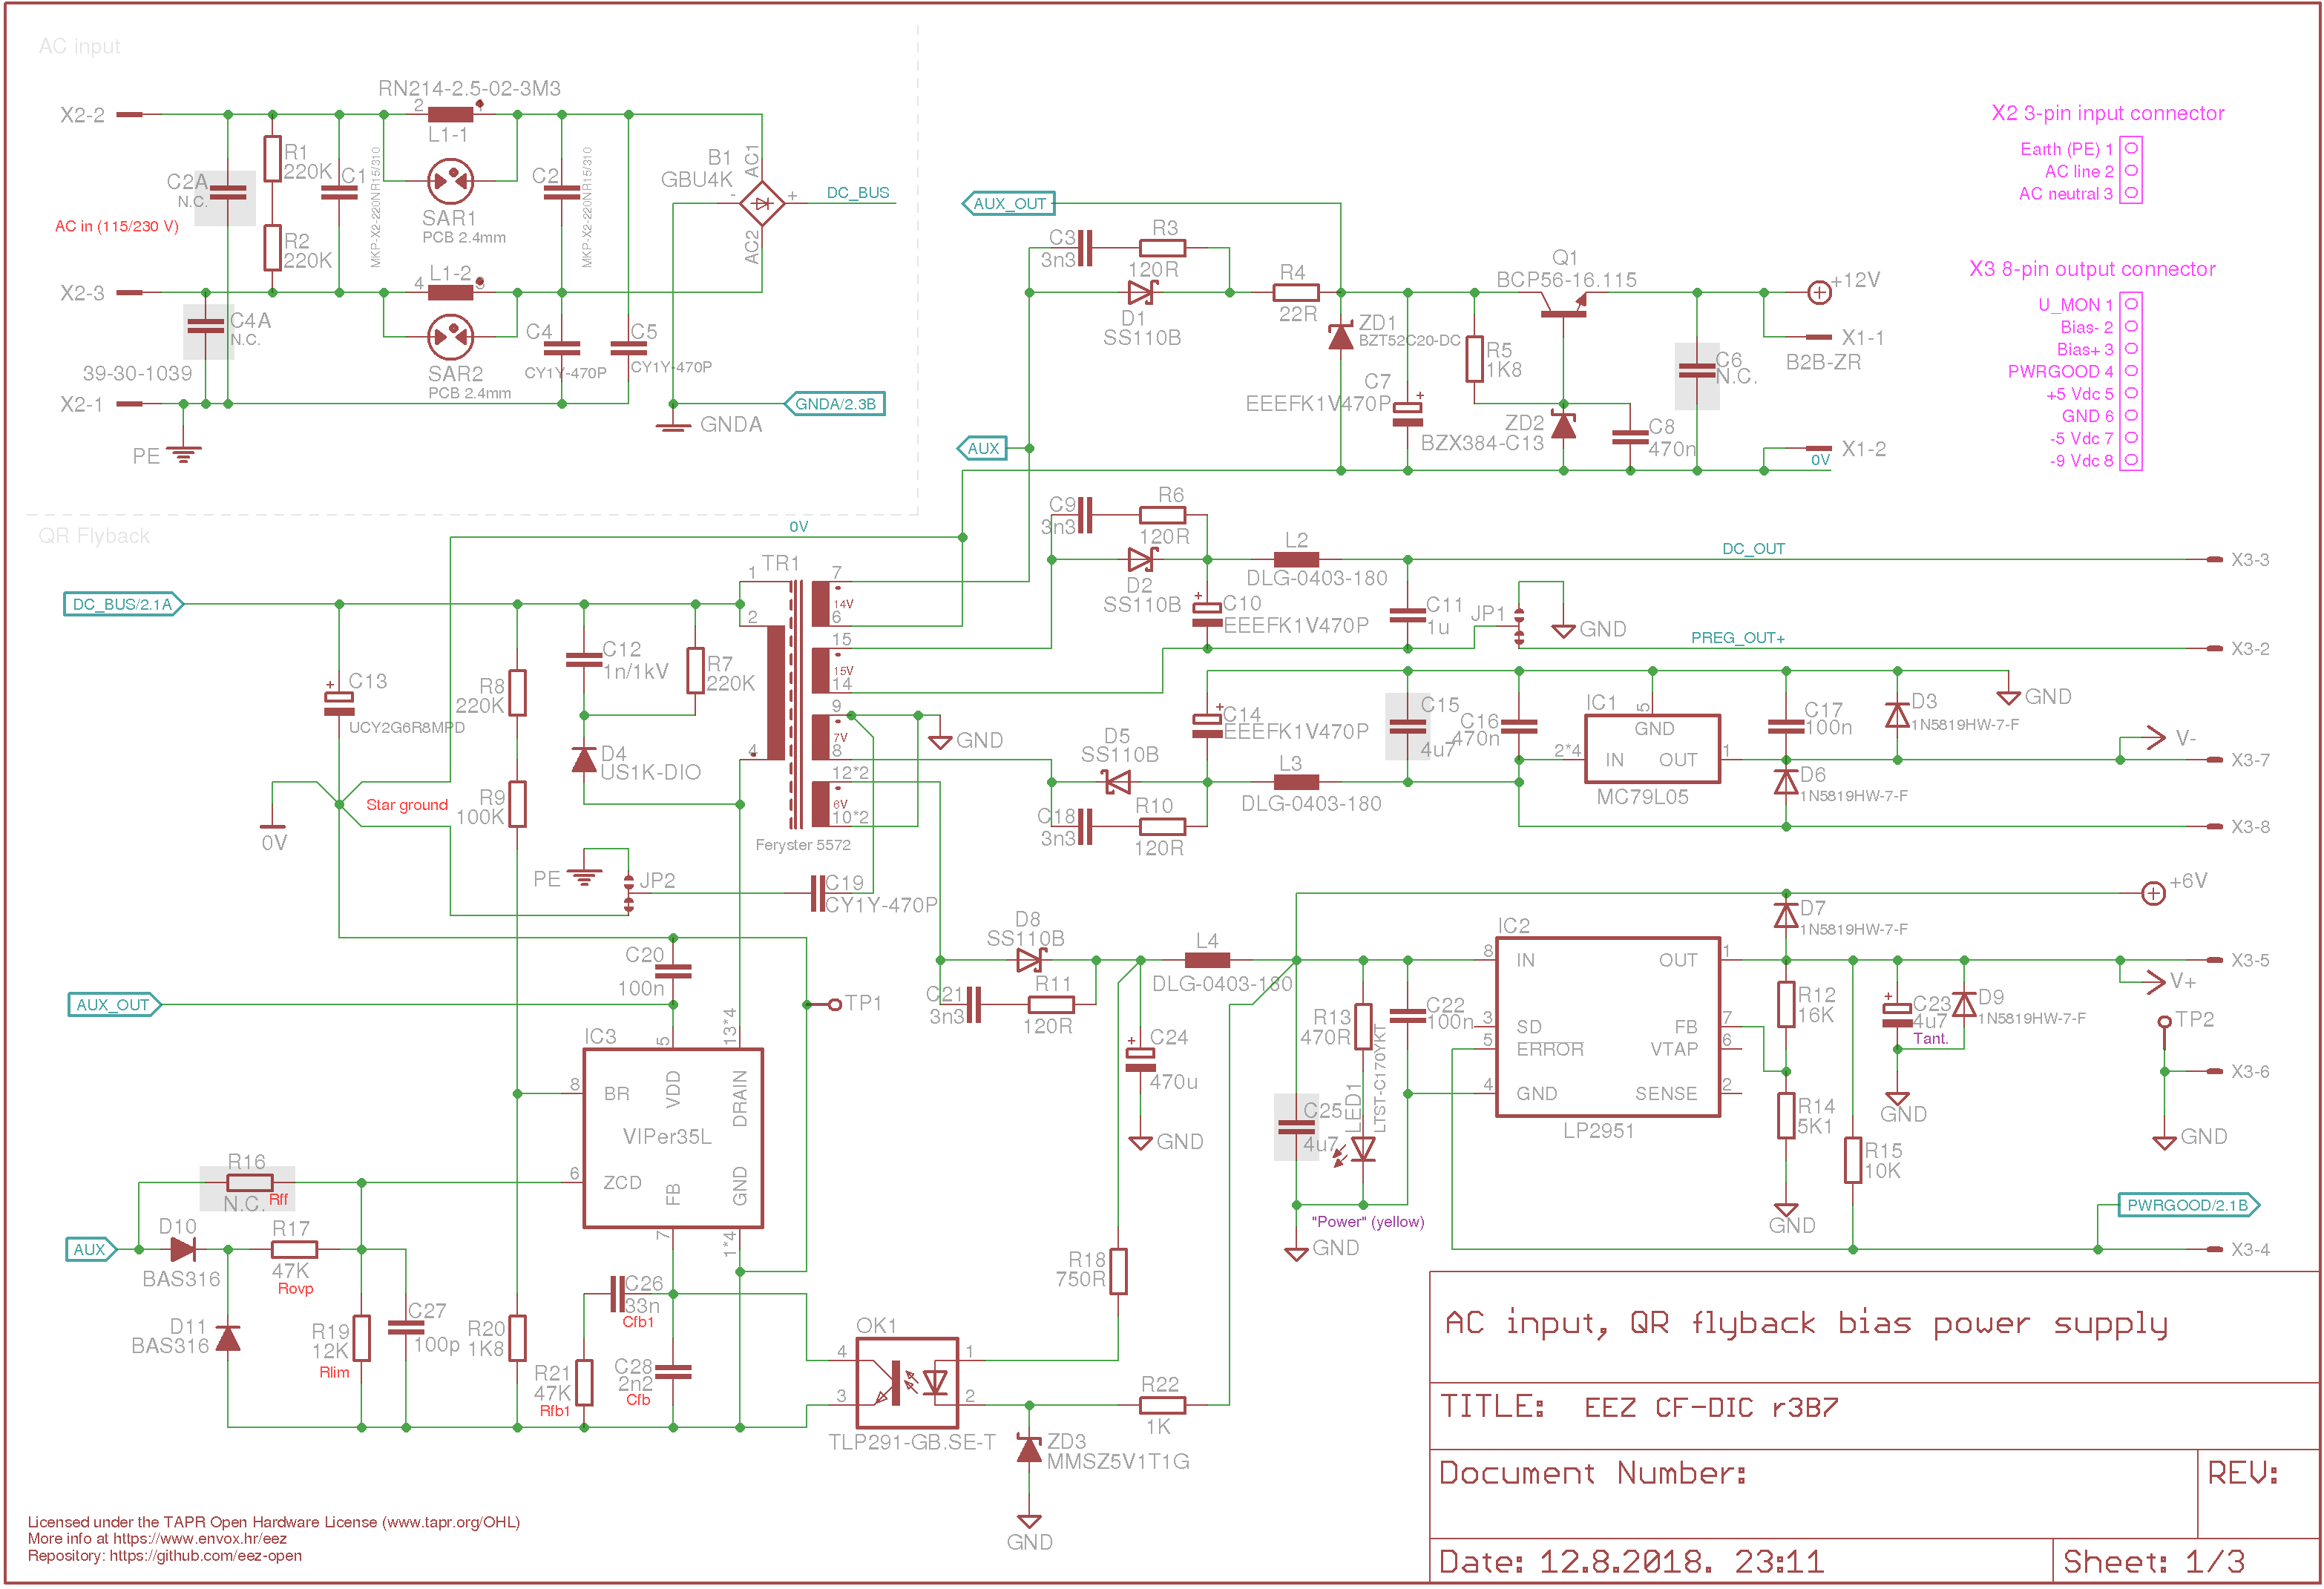 AC input
X2-2
RN214-2.5-02-3M3
2
L1-1
R1
220K
C1
MKP-X2-220NR15/310
C2A
N.C.
SAR1
PCB 2.4mm
C2
MKP-X2-220NR15/310
B1
GBU4K
AC1
AC2
-
+
DC_BUS
AC in (115/230 V)
R2
220K
L1-2
4
X2-3
C4A
N.C.
SAR2
PCB 2.4mm
C4
CY1Y-470P
C5
CY1Y-470P
39-30-1039
X2-1
PE
GNDA
GNDA/2.3B
X2 3-pin input connector
Earth (PE) 1
AC line 2
AC neutral 3
X3 8-pin output connector
U_MON 1
Bias- 2
Bias+ 3
PWRGOOD 4
+5 Vdc 5
GND 6
-5 Vdc 7
-9 Vdc 8
AUX_OUT
C3
3n3
R3
120R
D1
SS110B
R4
22R
ZD1
BZT52C20-DC
Q1
BCP56-16.115
+12V
X1-1
B2B-ZR
R5
1K8
C6
N.C.
C7
EEEFK1V470P
+
BZX384-C13
ZD2
C8
470n
X1-2
0V
AUX
QR Flyback
0V
DC_BUS/2.1A
TR1
1
2
4
7
14V
6
15
15V
14
9
7V
8
12*2
6V
10*2
Feryster 5572
C9
3n3
R6
120R
D2
SS110B
L2
DLG-0403-180
DC_OUT
X3-3
+
C10
EEEFK1V470P
C11
1u
JP1
GND
PREG_OUT+
X3-2
C12
1n/1kV
R7
220K
D4
US1K-DIO
R8
220K
R9
100K
+
C13
UCY2G6R8MPD
Star ground
0V
PE
JP2
C19
CY1Y-470P
GND
+
C14
EEEFK1V470P
C15
4u7
C16
470n
IC1
5
GND
2*4
IN
OUT
1
MC79L05
C17
100n
D3
1N5819HW-7-F
GND
V-
X3-7
D6
1N5819HW-7-F
X3-8
D5
SS110B
L3
DLG-0403-180
C18
3n3
R10
120R
D8
SS110B
C21
3n3
R11
120R
L4
DLG-0403-180
+
C24
470u
GND
R13
470R
LED1
LTST-C170YKT
C22
100n
C25
4u7
"Power" (yellow)
GND
IC2
8
IN
OUT
1
3
SD
FB
7
5
ERROR
VTAP
6
4
GND
SENSE
2
LP2951
+6V
D7
1N5819HW-7-F
X3-5
V+
R12
16K
+
C23
4u7
Tant.
D9
1N5819HW-7-F
TP2
X3-6
GND
GND
R14
5K1
GND
R15
10K
PWRGOOD/2.1B
X3-4
C20
100n
AUX_OUT
TP1
IC3
5
13*4
VDD
DRAIN
8
BR
VIPer35L
6
ZCD
FB
GND
7
1*4
R16
N.C.
Rff
AUX
D10
BAS316
R17
47K
Rovp
D11
BAS316
R19
12K
Rlim
C27
100p
R20
1K8
C26
33n
Cfb1
R21
47K
Rfb1
C28
2n2
Cfb
OK1
4
3
1
2
TLP291-GB.SE-T
R18
750R
R22
1K
ZD3
MMSZ5V1T1G
GND
AC input, QR flyback bias power supply
TITLE: EEZ CF-DIC r3B7
Document Number:
REV:
Date: 12.8.2018. 23:11
Sheet: 1/3
Licensed under the TAPR Open Hardware License (www.tapr.org/OHL)
More info at https://www.envox.hr/eez
Repository: https://github.com/eez-open